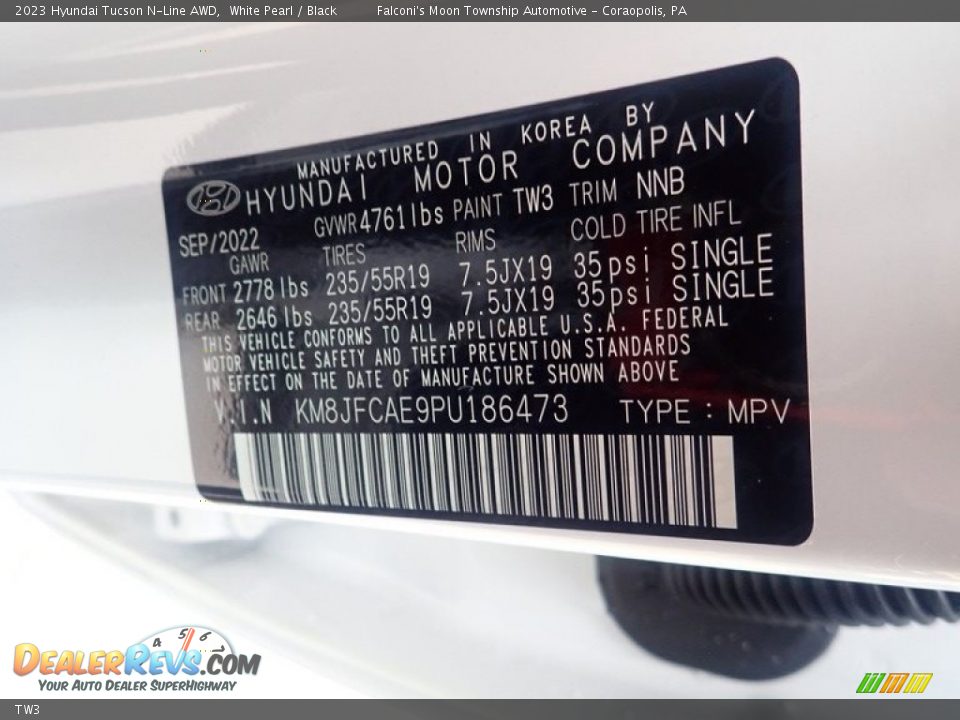 2023 Hyundai Tucson N-Line AWD, White Pearl / Black Falconi's Moon Township Automotive - Coraopolis, PA
MANUFACTURED IN KOREA BY
HYUNDAI MOTOR COMPANY
SEP/2022 GVWR 4761 lbs PAINT TW3 TRIM NNB
GAWR TIRES RIMS COLD TIRE INFL
FRONT 2778 lbs 235/55R19 7.5JX19 35psi SINGLE
REAR 2646 lbs 235/55R19 7.5JX19 35psi SINGLE
THIS VEHICLE CONFORMS TO ALL APPLICABLE U.S.A. FEDERAL
MOTOR VEHICLE SAFETY AND THEFT PREVENTION STANDARDS
IN EFFECT ON THE DATE OF MANUFACTURE SHOWN ABOVE
V.I.N KM8JFCAE9PU186473 TYPE : MPV
4 5 6
DEALERREVS.COM
YOUR AUTO DEALER SUPERHIGHWAY
TW3